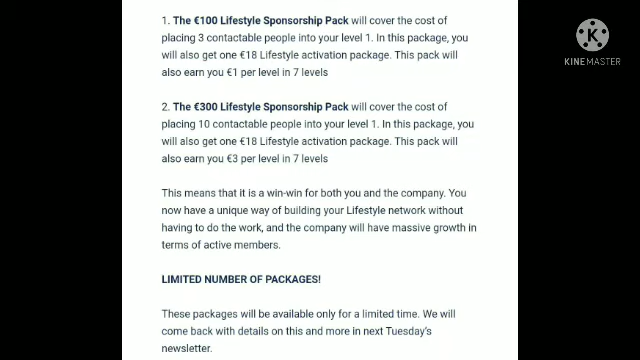 1. The €100 Lifestyle Sponsorship Pack will cover the cost of
placing 3 contactable people into your level 1. In this package, you
will also get one €18 Lifestyle activation package. This pack will
also earn you €1 per level in 7 levels
2. The €300 Lifestyle Sponsorship Pack will cover the cost of
placing 10 contactable people into your level 1. In this package, you
will also get one €18 Lifestyle activation package. This pack will
also earn you €3 per level in 7 levels
This means that it is a win-win for both you and the company. You
now have a unique way of building your Lifestyle network without
having to do the work, and the company will have massive growth in
terms of active members.
LIMITED NUMBER OF PACKAGES!
These packages will be available only for a limited time. We will
come back with details on this and more in next Tuesday's
newsletter.
K
KINEMASTER